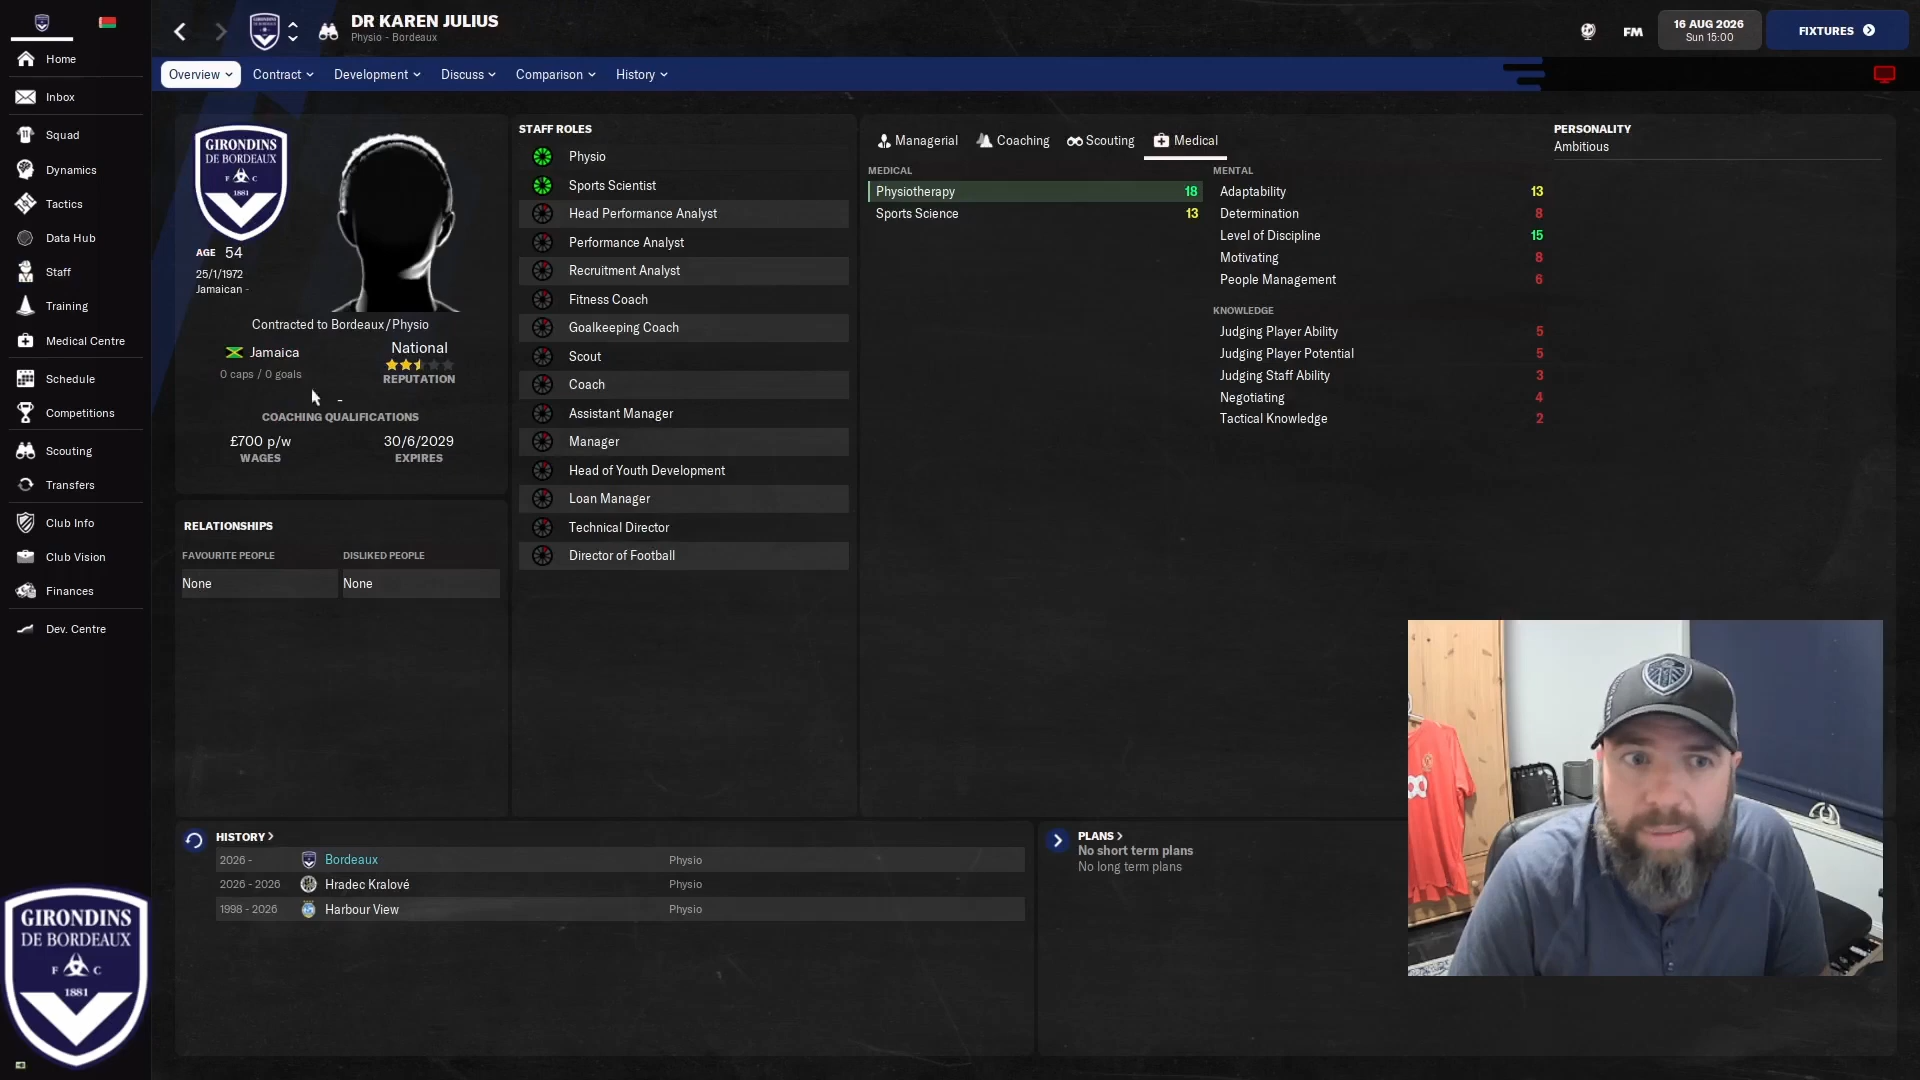 DR KAREN JULIUS
Physio - Bordeaux
FM
16 AUG 2026
Sun 15:00
FIXTURES
Home
Inbox
Squad
Dynamics
Tactics
Data Hub
Staff
Training
Medical Centre
Schedule
Competitions
Scouting
Transfers
Club Info
Club Vision
Finances
Dev. Centre
Overview
Contract
Development
Discuss
Comparison
History
GIRONDINS
DE BORDEAUX
F C
1881
AGE 54
25/1/1972
Jamaican -
Contracted to Bordeaux/Physio
Jamaica
0 caps / 0 goals
National
REPUTATION
-
COACHING QUALIFICATIONS
£700 p/w
WAGES
30/6/2029
EXPIRES
RELATIONSHIPS
FAVOURITE PEOPLE
DISLIKED PEOPLE
None
None
STAFF ROLES
Physio
Sports Scientist
Head Performance Analyst
Performance Analyst
Recruitment Analyst
Fitness Coach
Goalkeeping Coach
Scout
Coach
Assistant Manager
Manager
Head of Youth Development
Loan Manager
Technical Director
Director of Football
Managerial
Coaching
Scouting
Medical
MEDICAL
Physiotherapy 18
Sports Science 13
MENTAL
Adaptability 13
Determination 8
Level of Discipline 15
Motivating 8
People Management 6
KNOWLEDGE
Judging Player Ability 5
Judging Player Potential 5
Judging Staff Ability 3
Negotiating 4
Tactical Knowledge 2
PERSONALITY
Ambitious
HISTORY
2026 - Bordeaux Physio
2026 - 2026 Hradec Kralové Physio
1998 - 2026 Harbour View Physio
PLANS
No short term plans
No long term plans
GIRONDINS
DE BORDEAUX
F C
1881